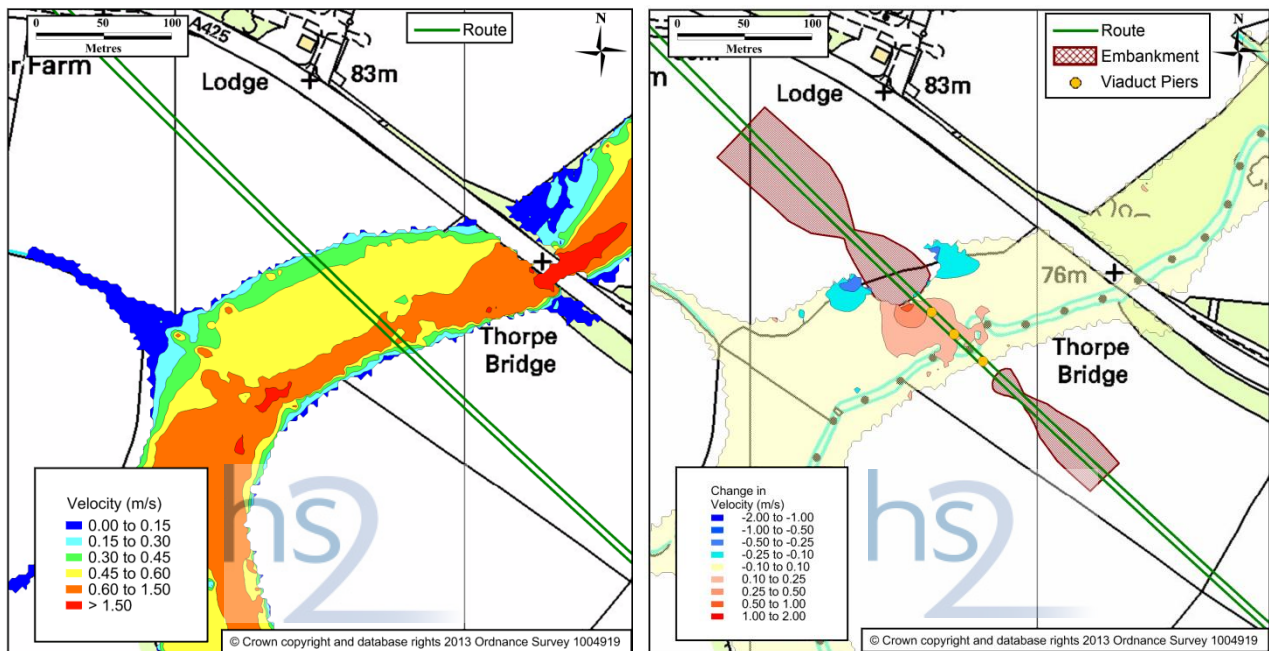 0 50 100
Metres
A425
Route
N
r Farm
Lodge
83m
Thorpe
Bridge
Velocity (m/s)
0.00 to 0.15
0.15 to 0.30
0.30 to 0.45
0.45 to 0.60
0.60 to 1.50
> 1.50
hs2
© Crown copyright and database rights 2013 Ordnance Survey 1004919
0 50 100
Metres
Route
Embankment
Viaduct Piers
N
m
Lodge
83m
76m
Thorpe
Bridge
Change in
Velocity (m/s)
-2.00 to -1.00
-1.00 to -0.50
-0.50 to -0.25
-0.25 to -0.10
-0.10 to 0.10
0.10 to 0.25
0.25 to 0.50
0.50 to 1.00
1.00 to 2.00
hs2
© Crown copyright and database rights 2013 Ordnance Survey 1004919